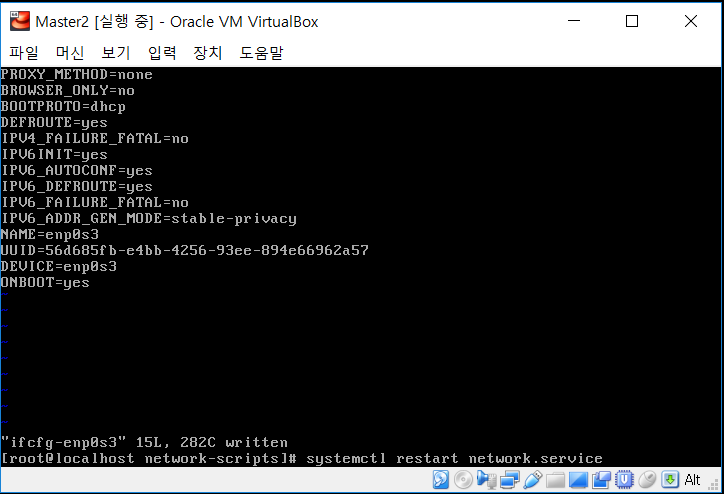 Master2 [실행 중] - Oracle VM VirtualBox
파일 머신 보기 입력 장치 도움말
PROXY_METHOD=none
BROWSER_ONLY=no
BOOTPROTO=dhcp
DEFROUTE=yes
IPV4_FAILURE_FATAL=no
IPV6INIT=yes
IPV6_AUTOCONF=yes
IPV6_DEFROUTE=yes
IPV6_FAILURE_FATAL=no
IPV6_ADDR_GEN_MODE=stable-privacy
NAME=enp0s3
UUID=56d685fb-e4bb-4256-93ee-894e66962a57
DEVICE=enp0s3
ONBOOT=yes
~
~
~
~
~
~
~
~
"ifcfg-enp0s3" 15L, 282C written
[root@localhost network-scripts]# systemctl restart network.service
Alt